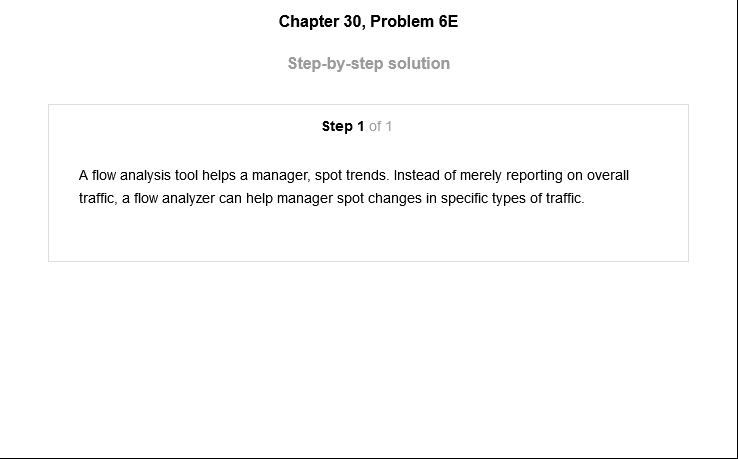 Chapter 30, Problem 6E
Step-by-step solution
Step 1 of 1
A flow analysis tool helps a manager, spot trends. Instead of merely reporting on overall
traffic, a flow analyzer can help manager spot changes in specific types of traffic.